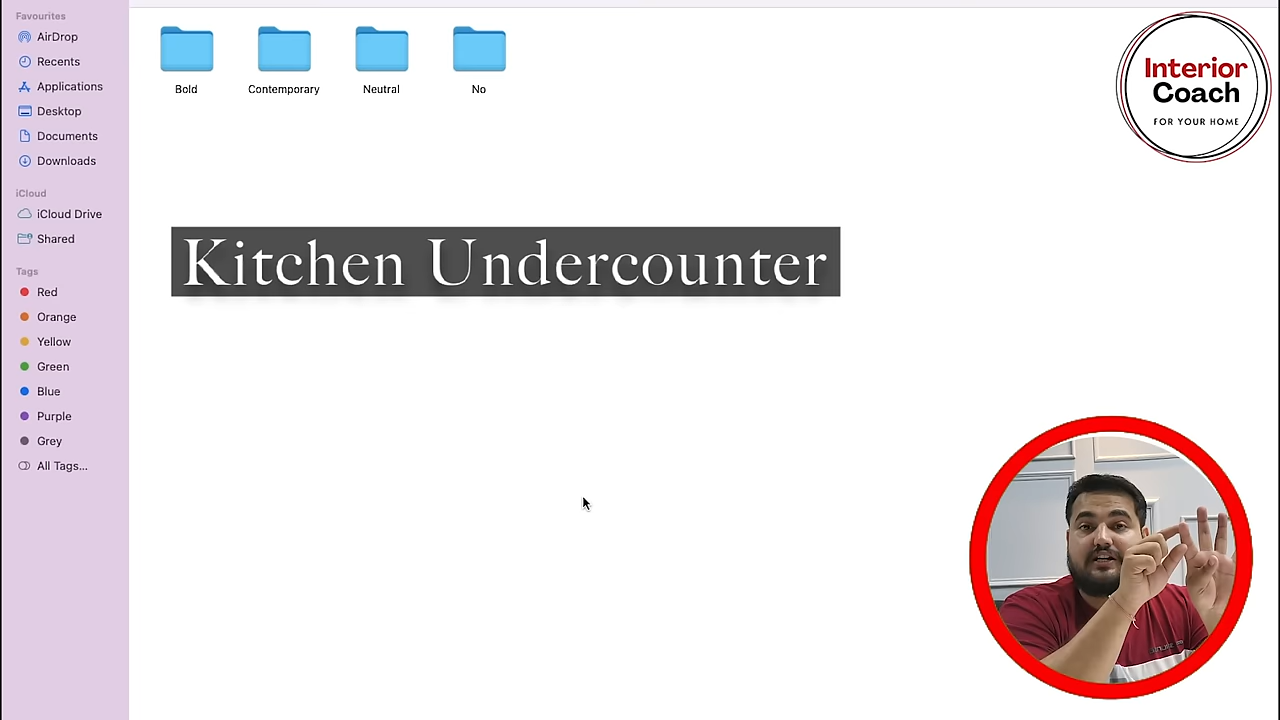 Favourites
AirDrop
Recents
Applications
Desktop
Documents
Downloads
iCloud
iCloud Drive
Shared
Tags
Red
Orange
Yellow
Green
Blue
Purple
Grey
All Tags...
Bold
Contemporary
Neutral
No
Kitchen Undercounter
Interior
Coach
FOR YOUR HOME